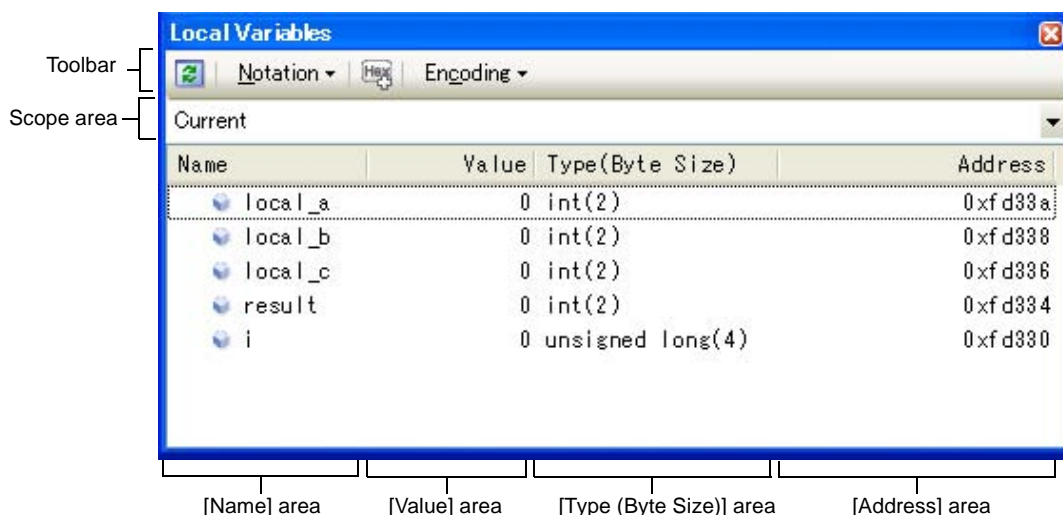 Local Variables
Toolbar
Notation Hex Encoding
Scope area
Current
Name Value Type(Byte Size) Address
local_a 0 int(2) 0xfd33a
local_b 0 int(2) 0xfd338
local_c 0 int(2) 0xfd336
result 0 int(2) 0xfd334
i 0 unsigned long(4) 0xfd330
[Name] area [Value] area [Type (Byte Size)] area [Address] area